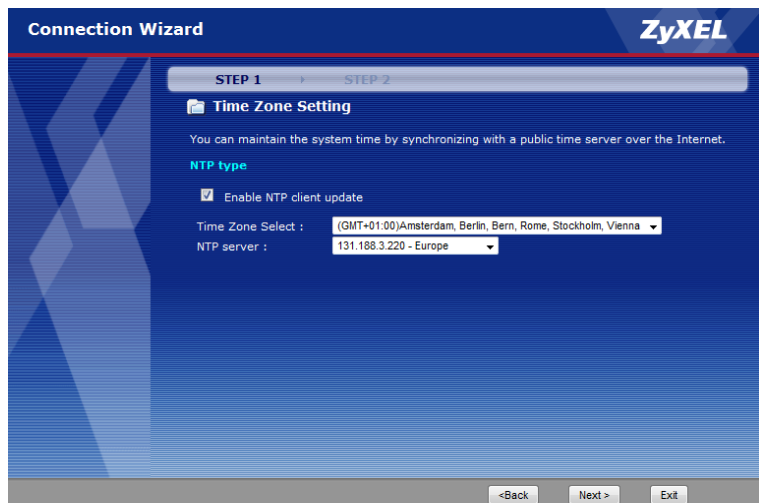 Connection Wizard
ZyXEL
STEP 1 STEP 2
Time Zone Setting
You can maintain the system time by synchronizing with a public time server over the Internet.
NTP type
Enable NTP client update
Time Zone Select : (GMT+01:00)Amsterdam, Berlin, Bern, Rome, Stockholm, Vienna
NTP server : 131.188.3.220 - Europe
<Back Next > Exit